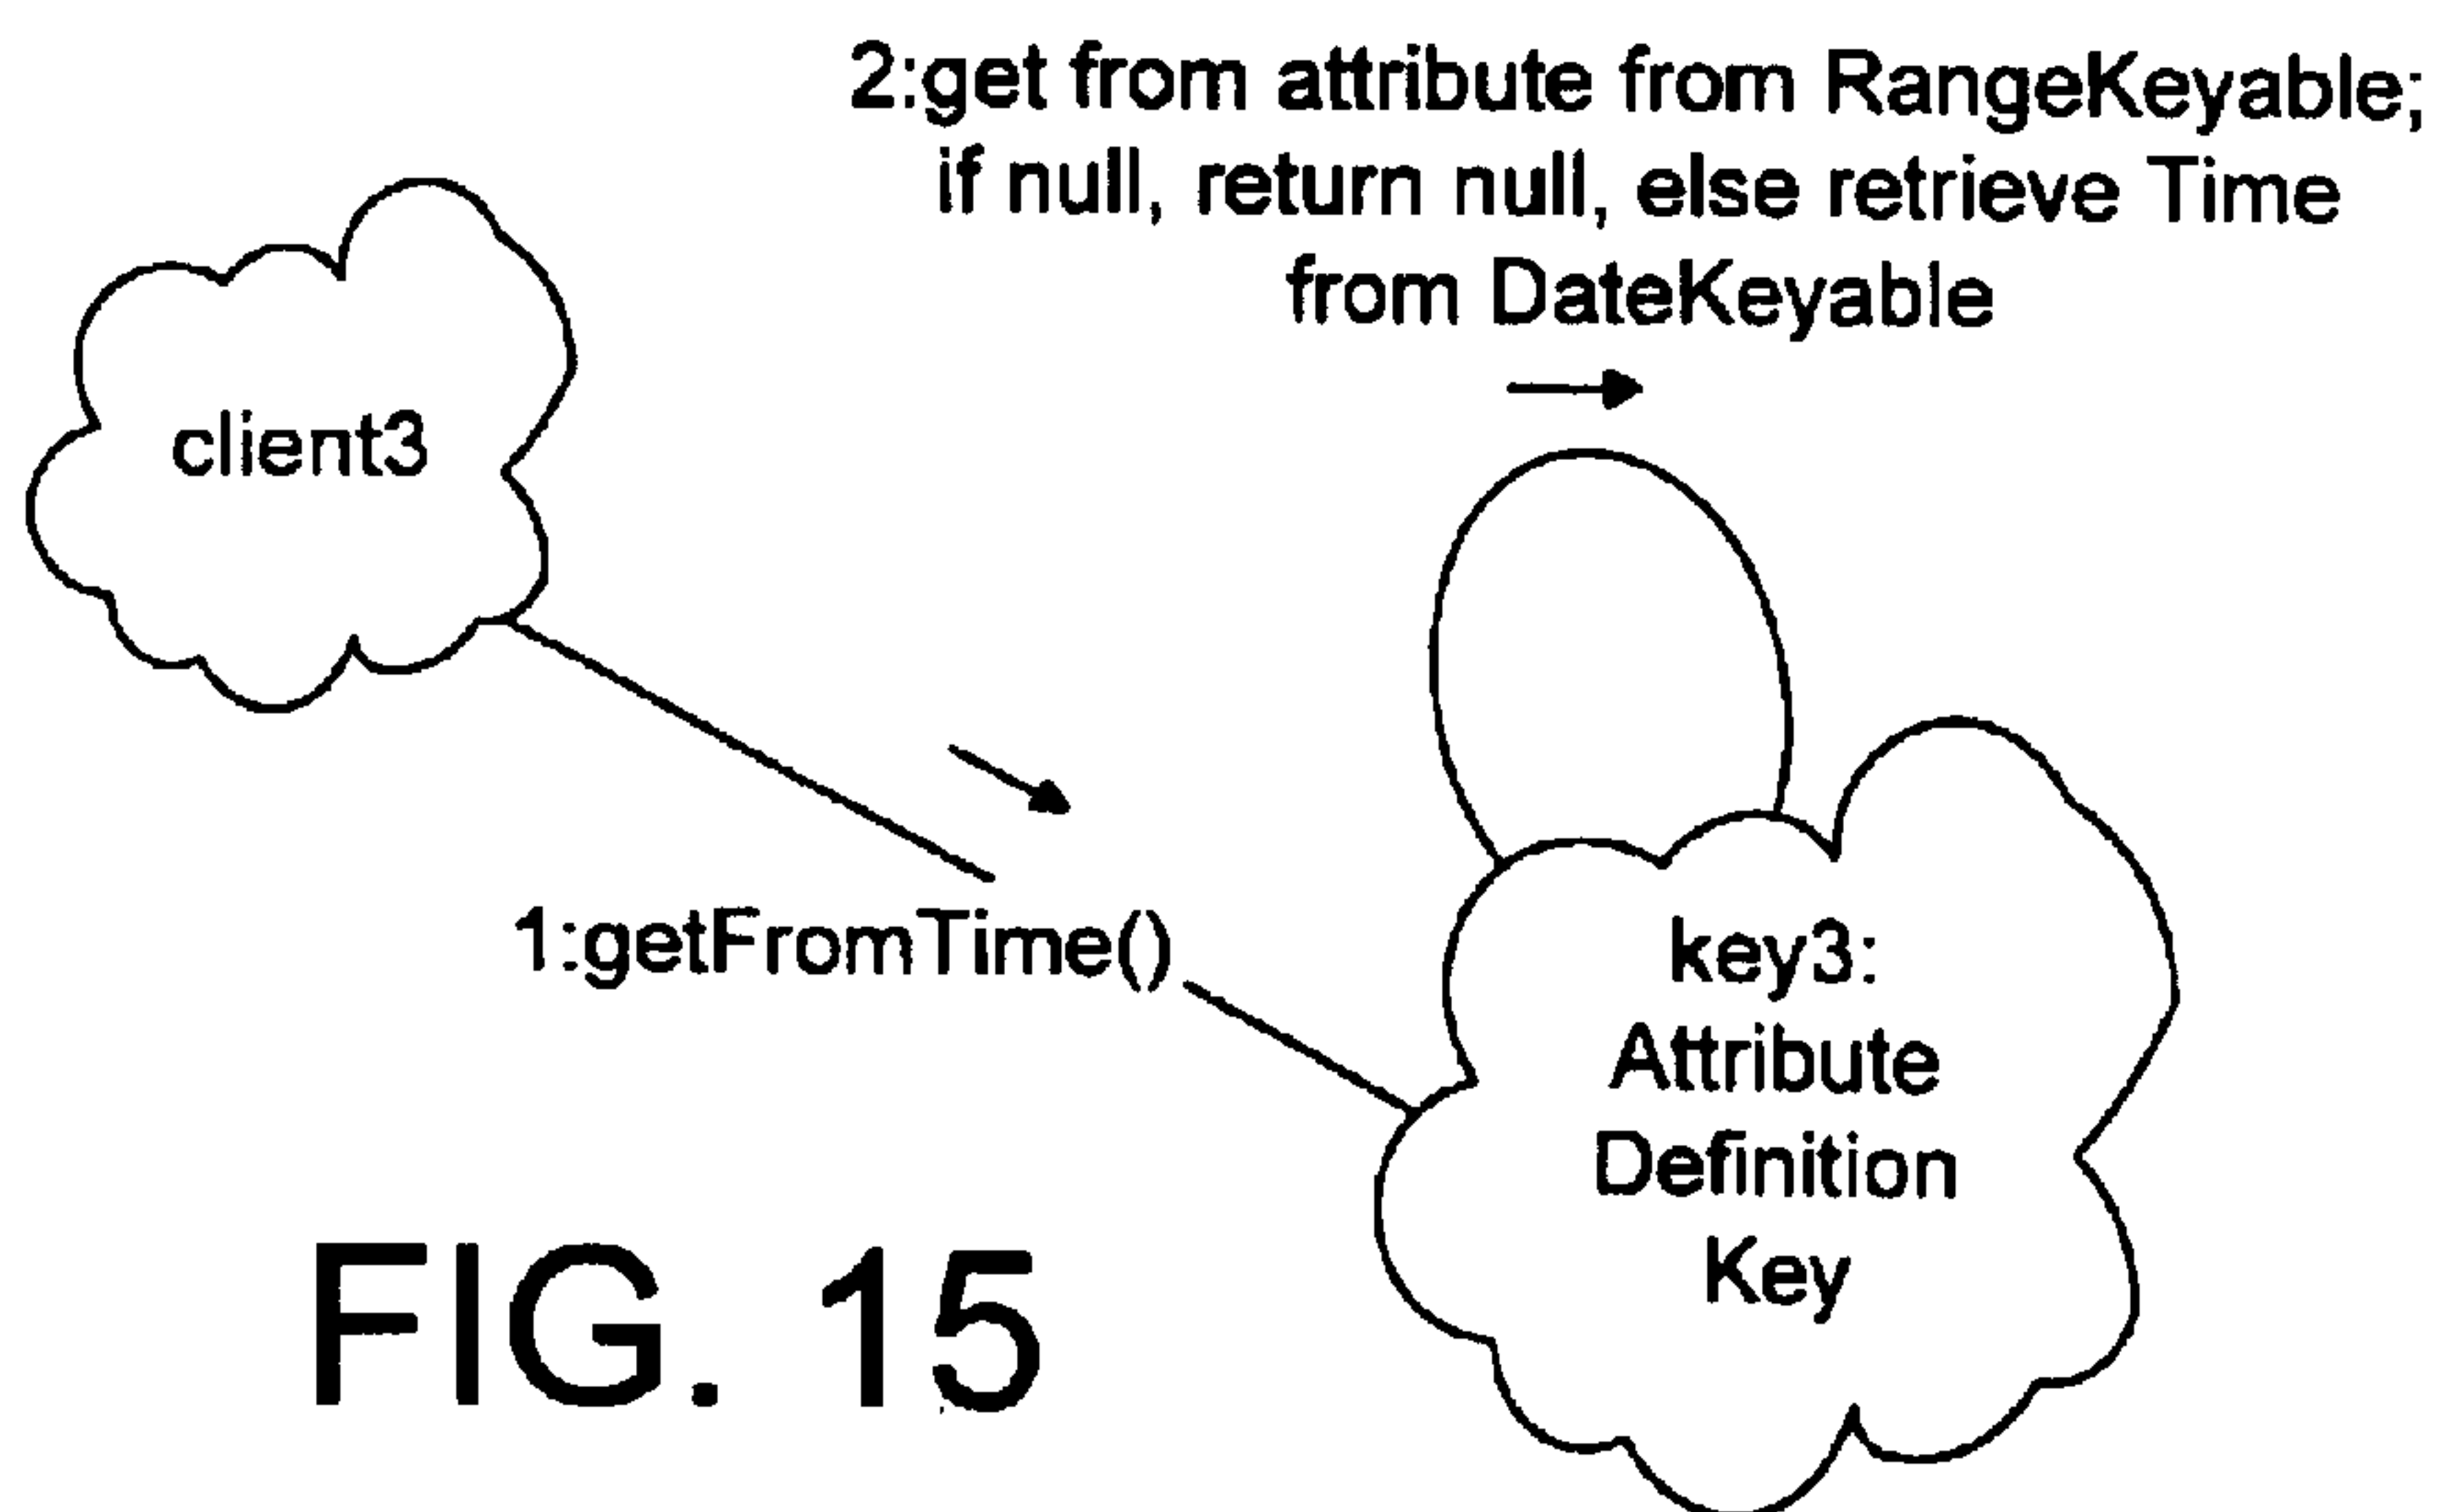 2:get from attribute from RangeKeyable;
if null, return null, else retrieve Time
from DateKeyable
client3
1:getFromTime()
key3:
Attribute
Definition
Key
FIG. 15